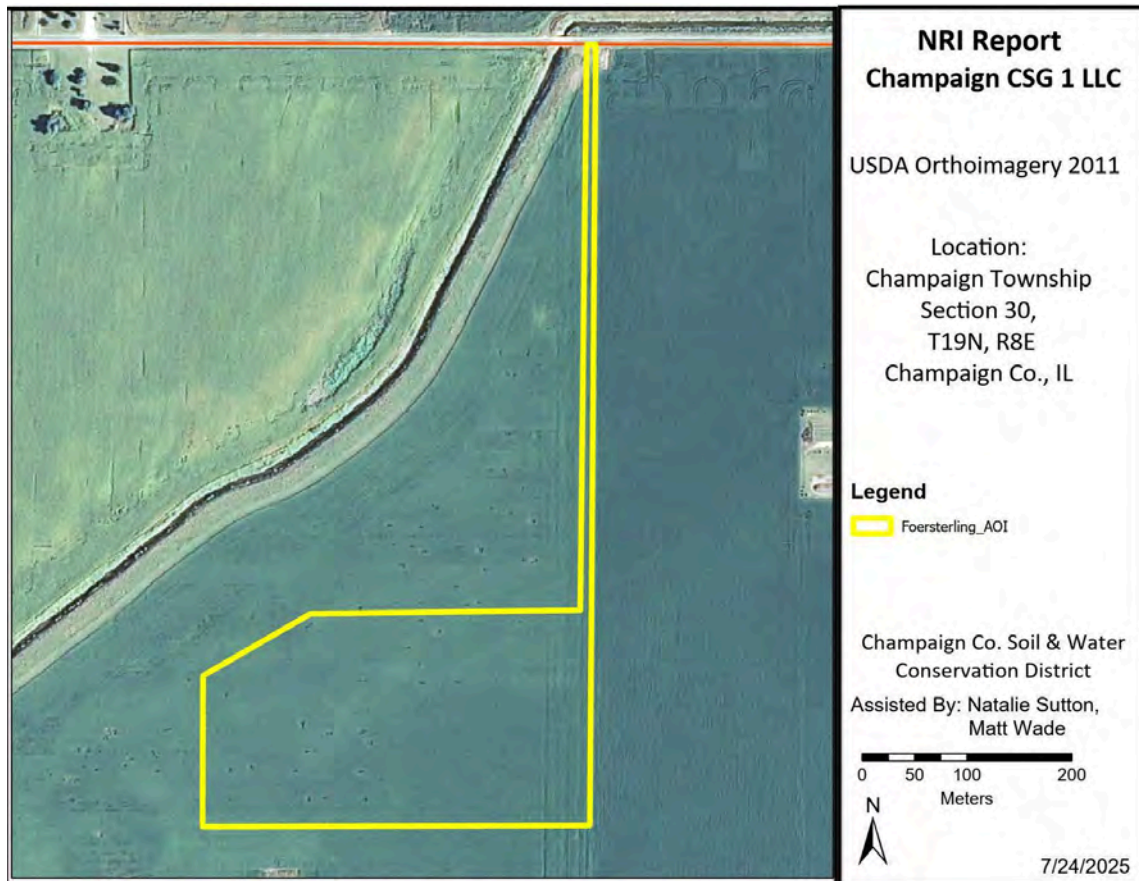 NRI Report
Champaign CSG 1 LLC
USDA Orthoimagery 2011
Location:
Champaign Township
Section 30,
T19N, R8E
Champaign Co., IL
Legend
Foersterling_AOI
Champaign Co. Soil & Water
Conservation District
Assisted By: Natalie Sutton,
Matt Wade
0 50 100 200
Meters
N
7/24/2025